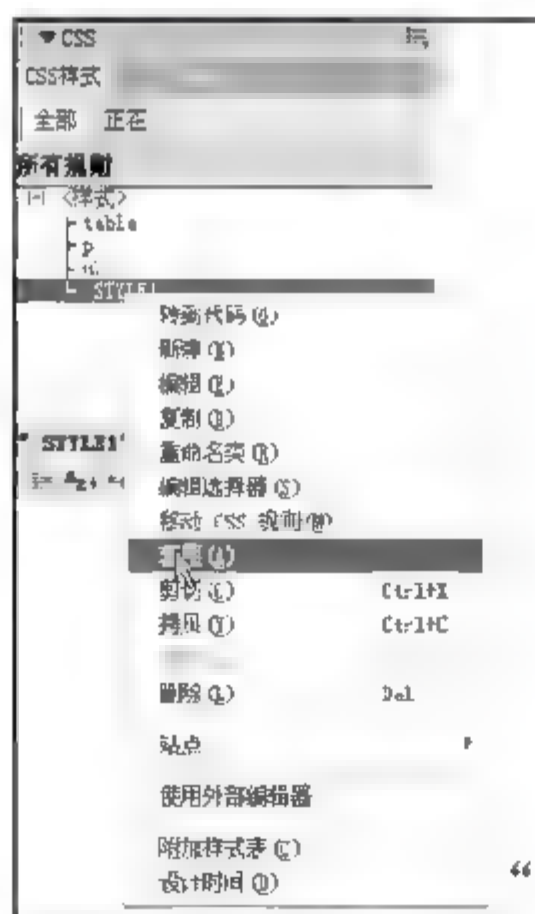 CSS
CSS样式
全部 正在
所有规则
<样式>
table
p
STYLE1
转到代码
新建
编辑
复制
重命名类(R)
编辑选择器(S)
移动 CSS 规则
套用
剪切
Ctrl+X
拷贝
Ctrl+C
删除
Del
站点
使用外部编辑器
附加样式表
设计时间(D)
STYLE1